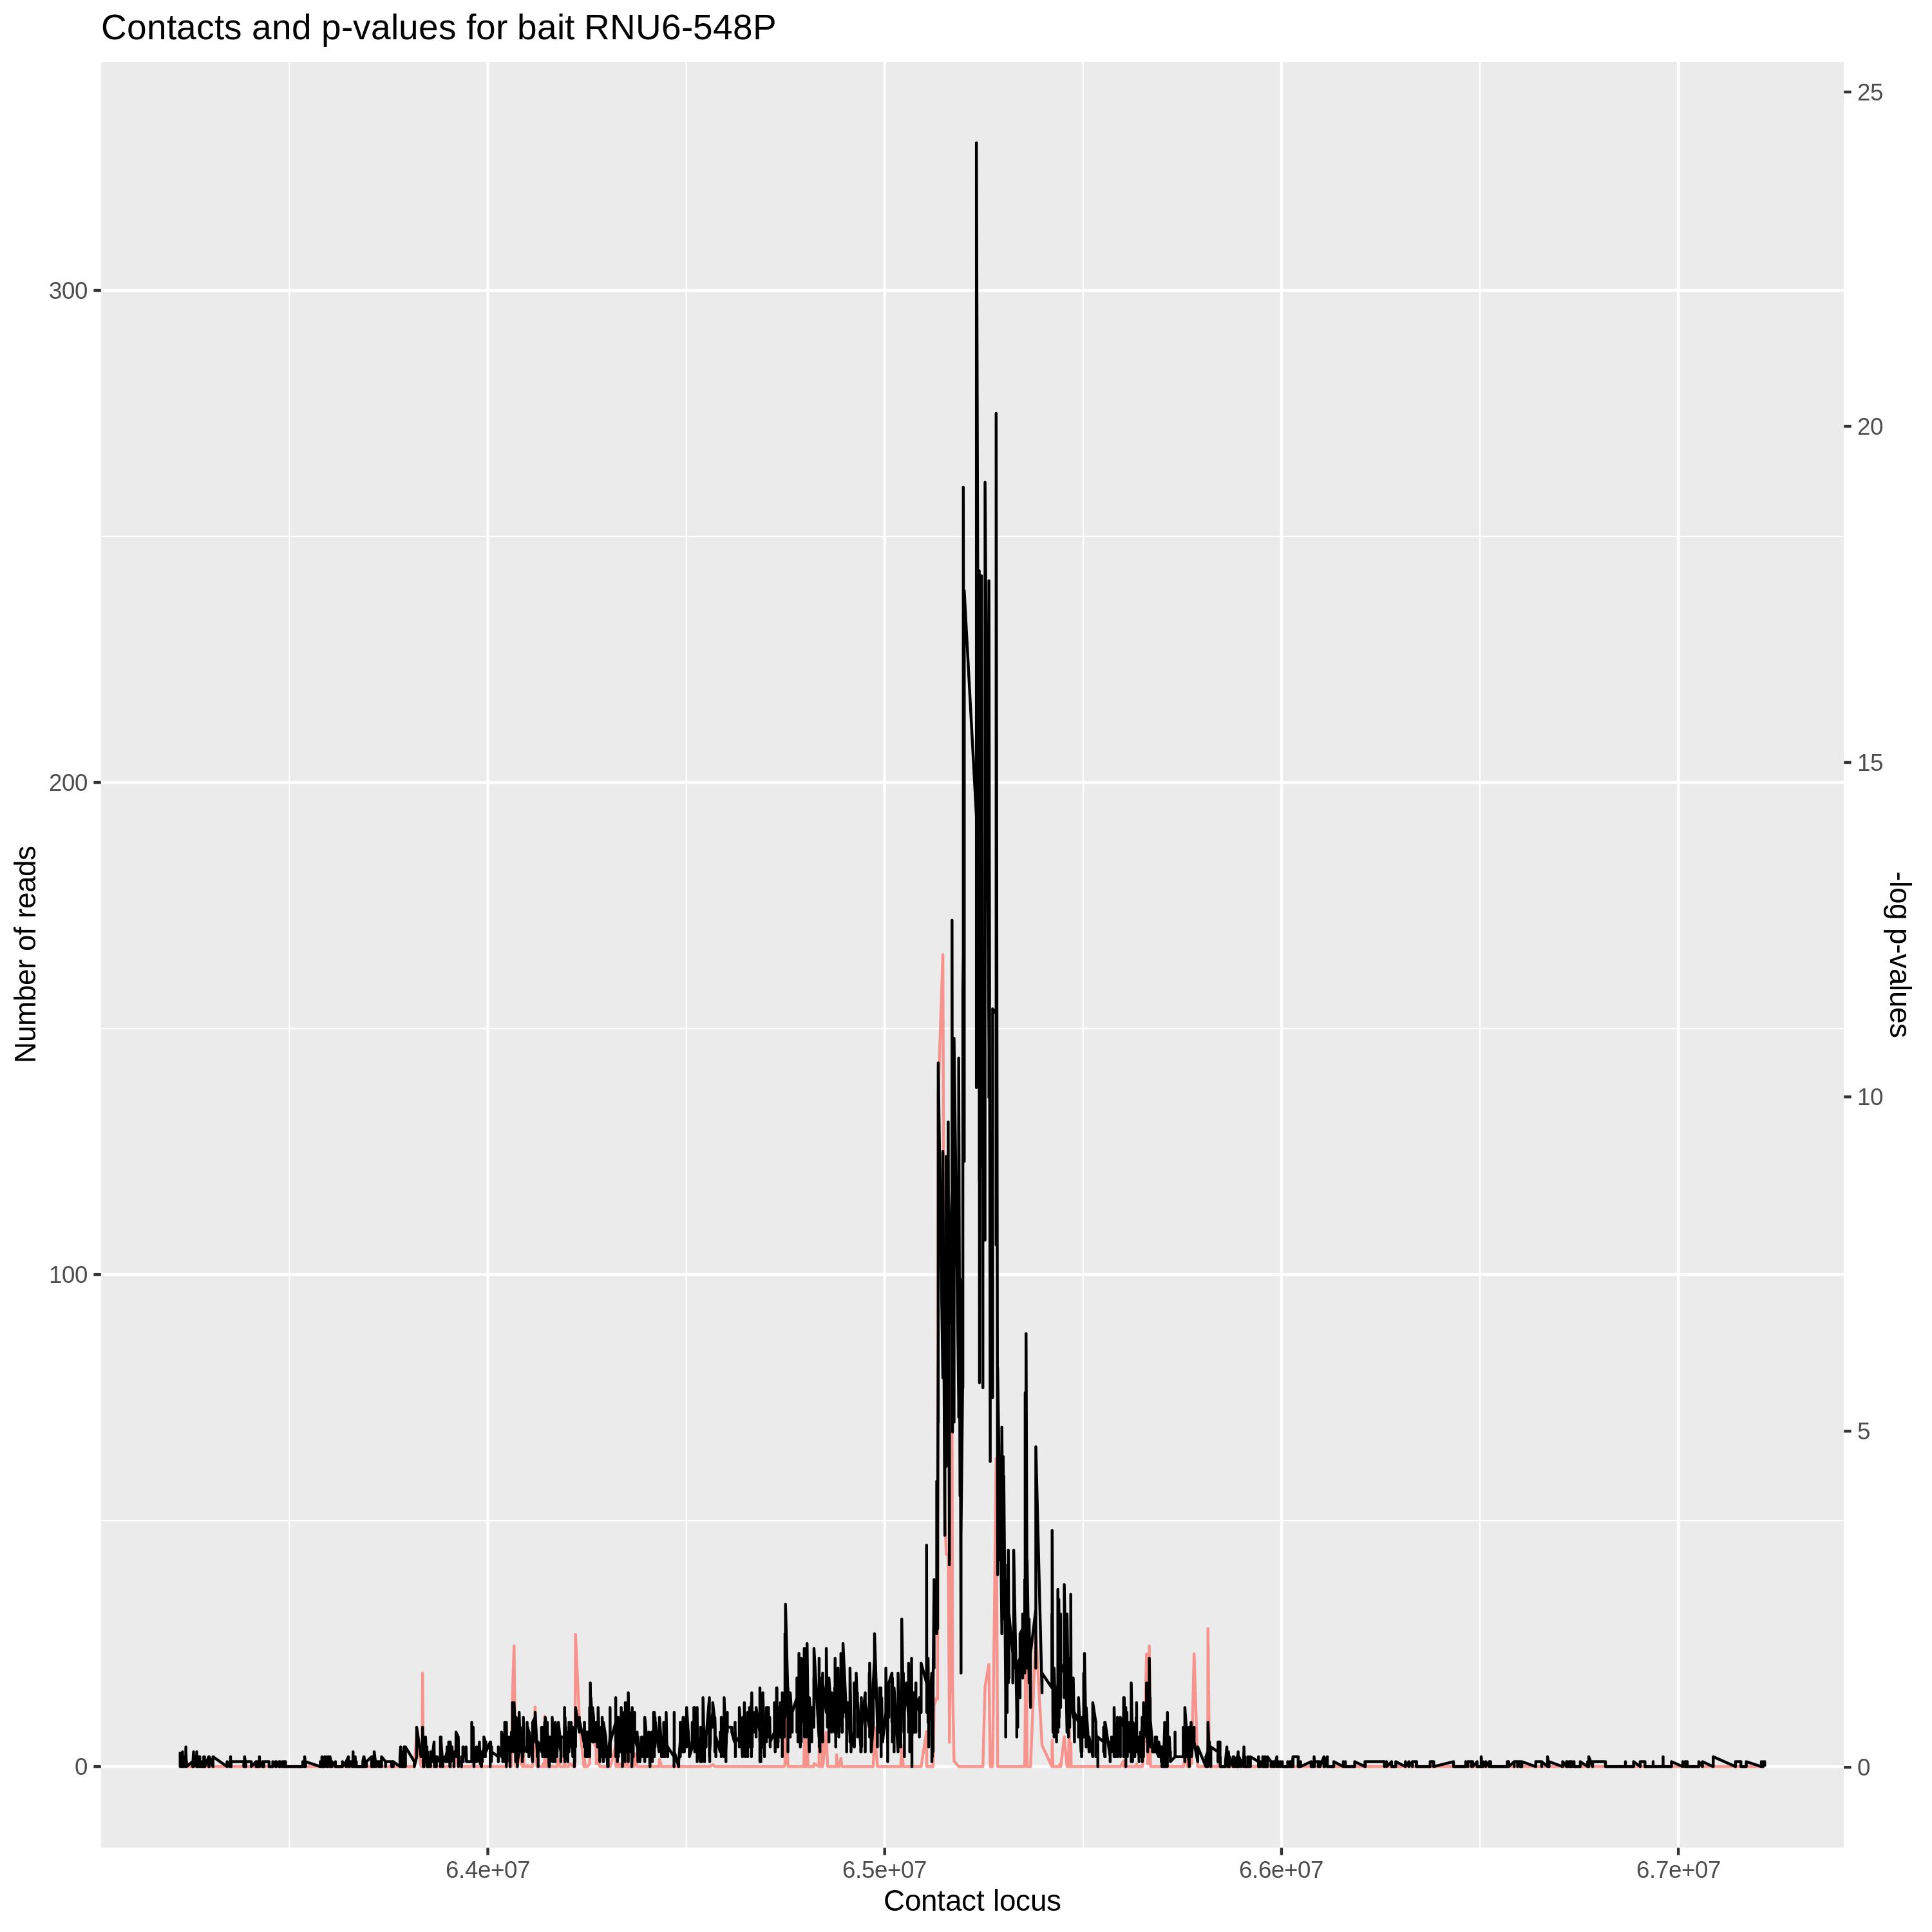 Contacts and p-values for bait RNU6-548P
300
200
100
0
Number of reads
25
20
15
10
5
0
-log p-values
6.4e+07
6.5e+07
6.6e+07
6.7e+07
Contact locus